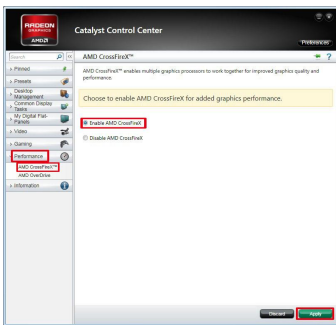 RADEON
GRAPHICS
AMD
Catalyst Control Center
Preferences
Search
AMD CrossFireX™
Pinned
Presets
Desktop
Management
Common Display
Tasks
My Digital Flat-
Panels
Video
Gaming
Performance
AMD CrossFireX™
AMD OverDrive
Information
AMD CrossFireX™ enables multiple graphics processors to work together for improved graphics quality and
performance.
Choose to enable AMD CrossFireX for added graphics performance.
Enable AMD CrossFireX
Disable AMD CrossFireX
Discard
Apply